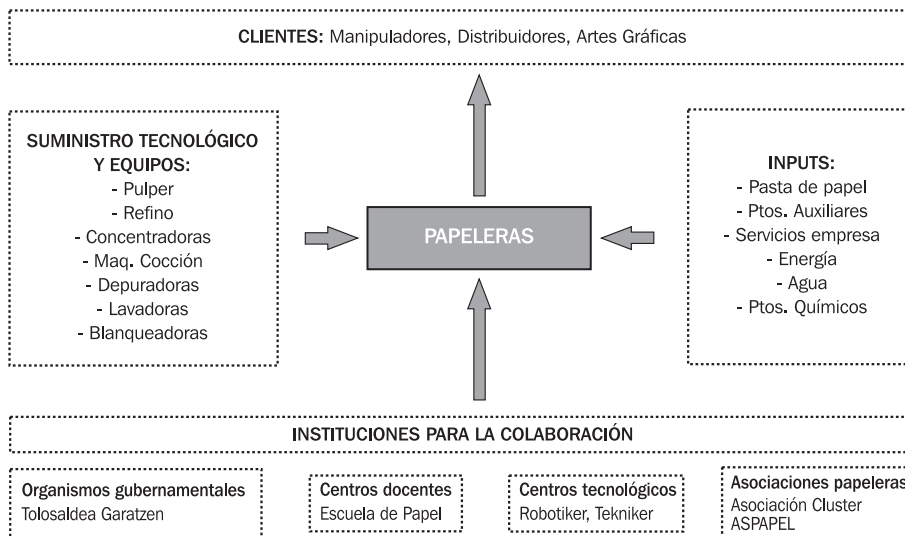 CLIENTES: Manipuladores, Distribuidores, Artes Gráficas
SUMINISTRO TECNOLÓGICO
Y EQUIPOS:
- Pulper
- Refino
- Concentradoras
- Maq. Cocción
- Depuradoras
- Lavadoras
- Blanqueadoras
PAPELERAS
INPUTS:
- Pasta de papel
- Ptos. Auxiliares
- Servicios empresa
- Energía
- Agua
- Ptos. Químicos
INSTITUCIONES PARA LA COLABORACIÓN
Organismos gubernamentales
Tolosaldea Garatzen
Centros docentes
Escuela de Papel
Centros tecnológicos
Robotiker, Tekniker
Asociaciones papeleras
Asociación Cluster
ASPAPEL